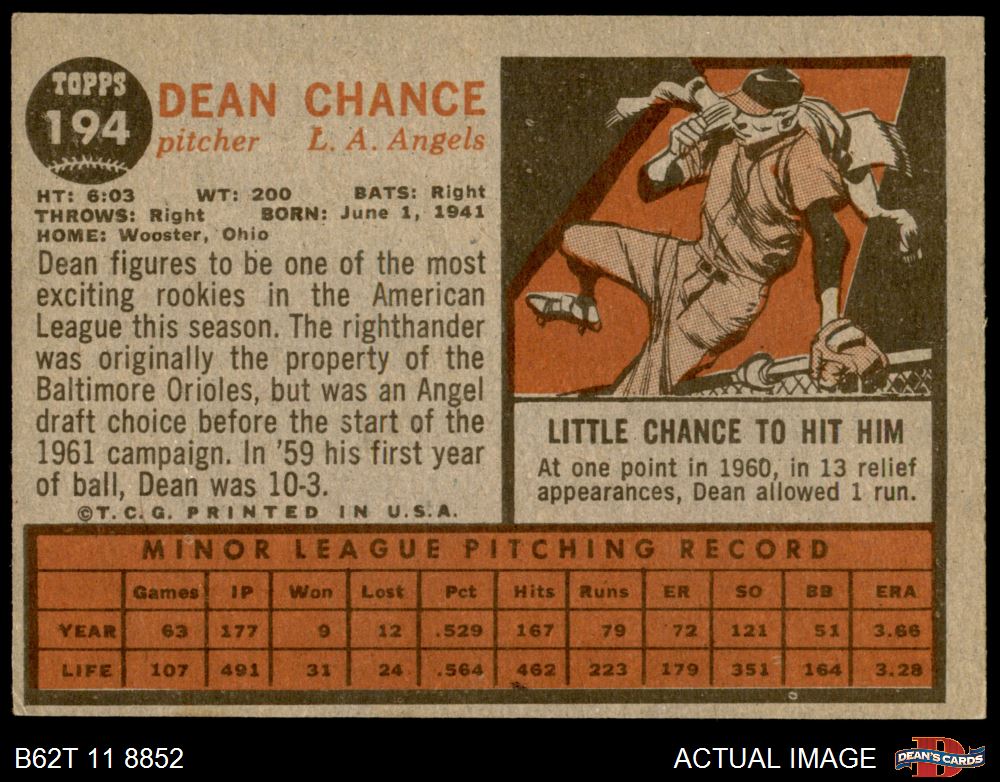 TOPPS
194
DEAN CHANCE
pitcher L. A. Angels
HT: 6:03 WT: 200 BATS: Right
THROWS: Right BORN: June 1, 1941
HOME: Wooster, Ohio
Dean figures to be one of the most
exciting rookies in the American
League this season. The righthander
was originally the property of the
Baltimore Orioles, but was an Angel
draft choice before the start of the
1961 campaign. In '59 his first year
of ball, Dean was 10-3.
©T. C. G. PRINTED IN U.S.A.
LITTLE CHANCE TO HIT HIM
At one point in 1960, in 13 relief
appearances, Dean allowed 1 run.
MINOR LEAGUE PITCHING RECORD
Games IP Won Lost Pct Hits Runs ER SO BB ERA
YEAR 63 177 9 12 .529 167 79 72 121 51 3.66
LIFE 107 491 31 24 .564 462 223 179 351 164 3.28
B62T 11 8852
ACTUAL IMAGE
D
DEAN'S CARDS